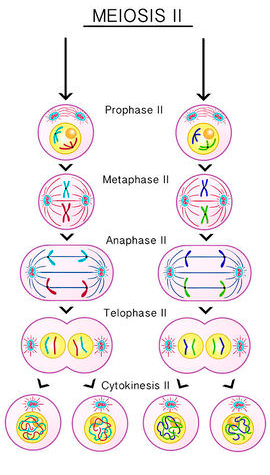 MEIOSIS II
Prophase II
Metaphase II
Anaphase II
Telophase II
Cytokinesis II